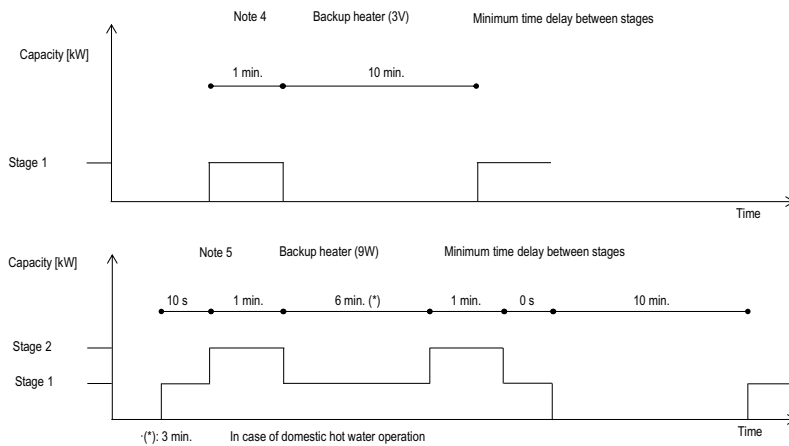 Note 4 Backup heater (3V) Minimum time delay between stages
Capacity [kW]
1 min. 10 min.
Stage 1
Time
Note 5 Backup heater (9W) Minimum time delay between stages
Capacity [kW]
10 s 1 min. 6 min. (*) 1 min. 0 s 10 min.
Stage 2
Stage 1
Time
·(*): 3 min. In case of domestic hot water operation